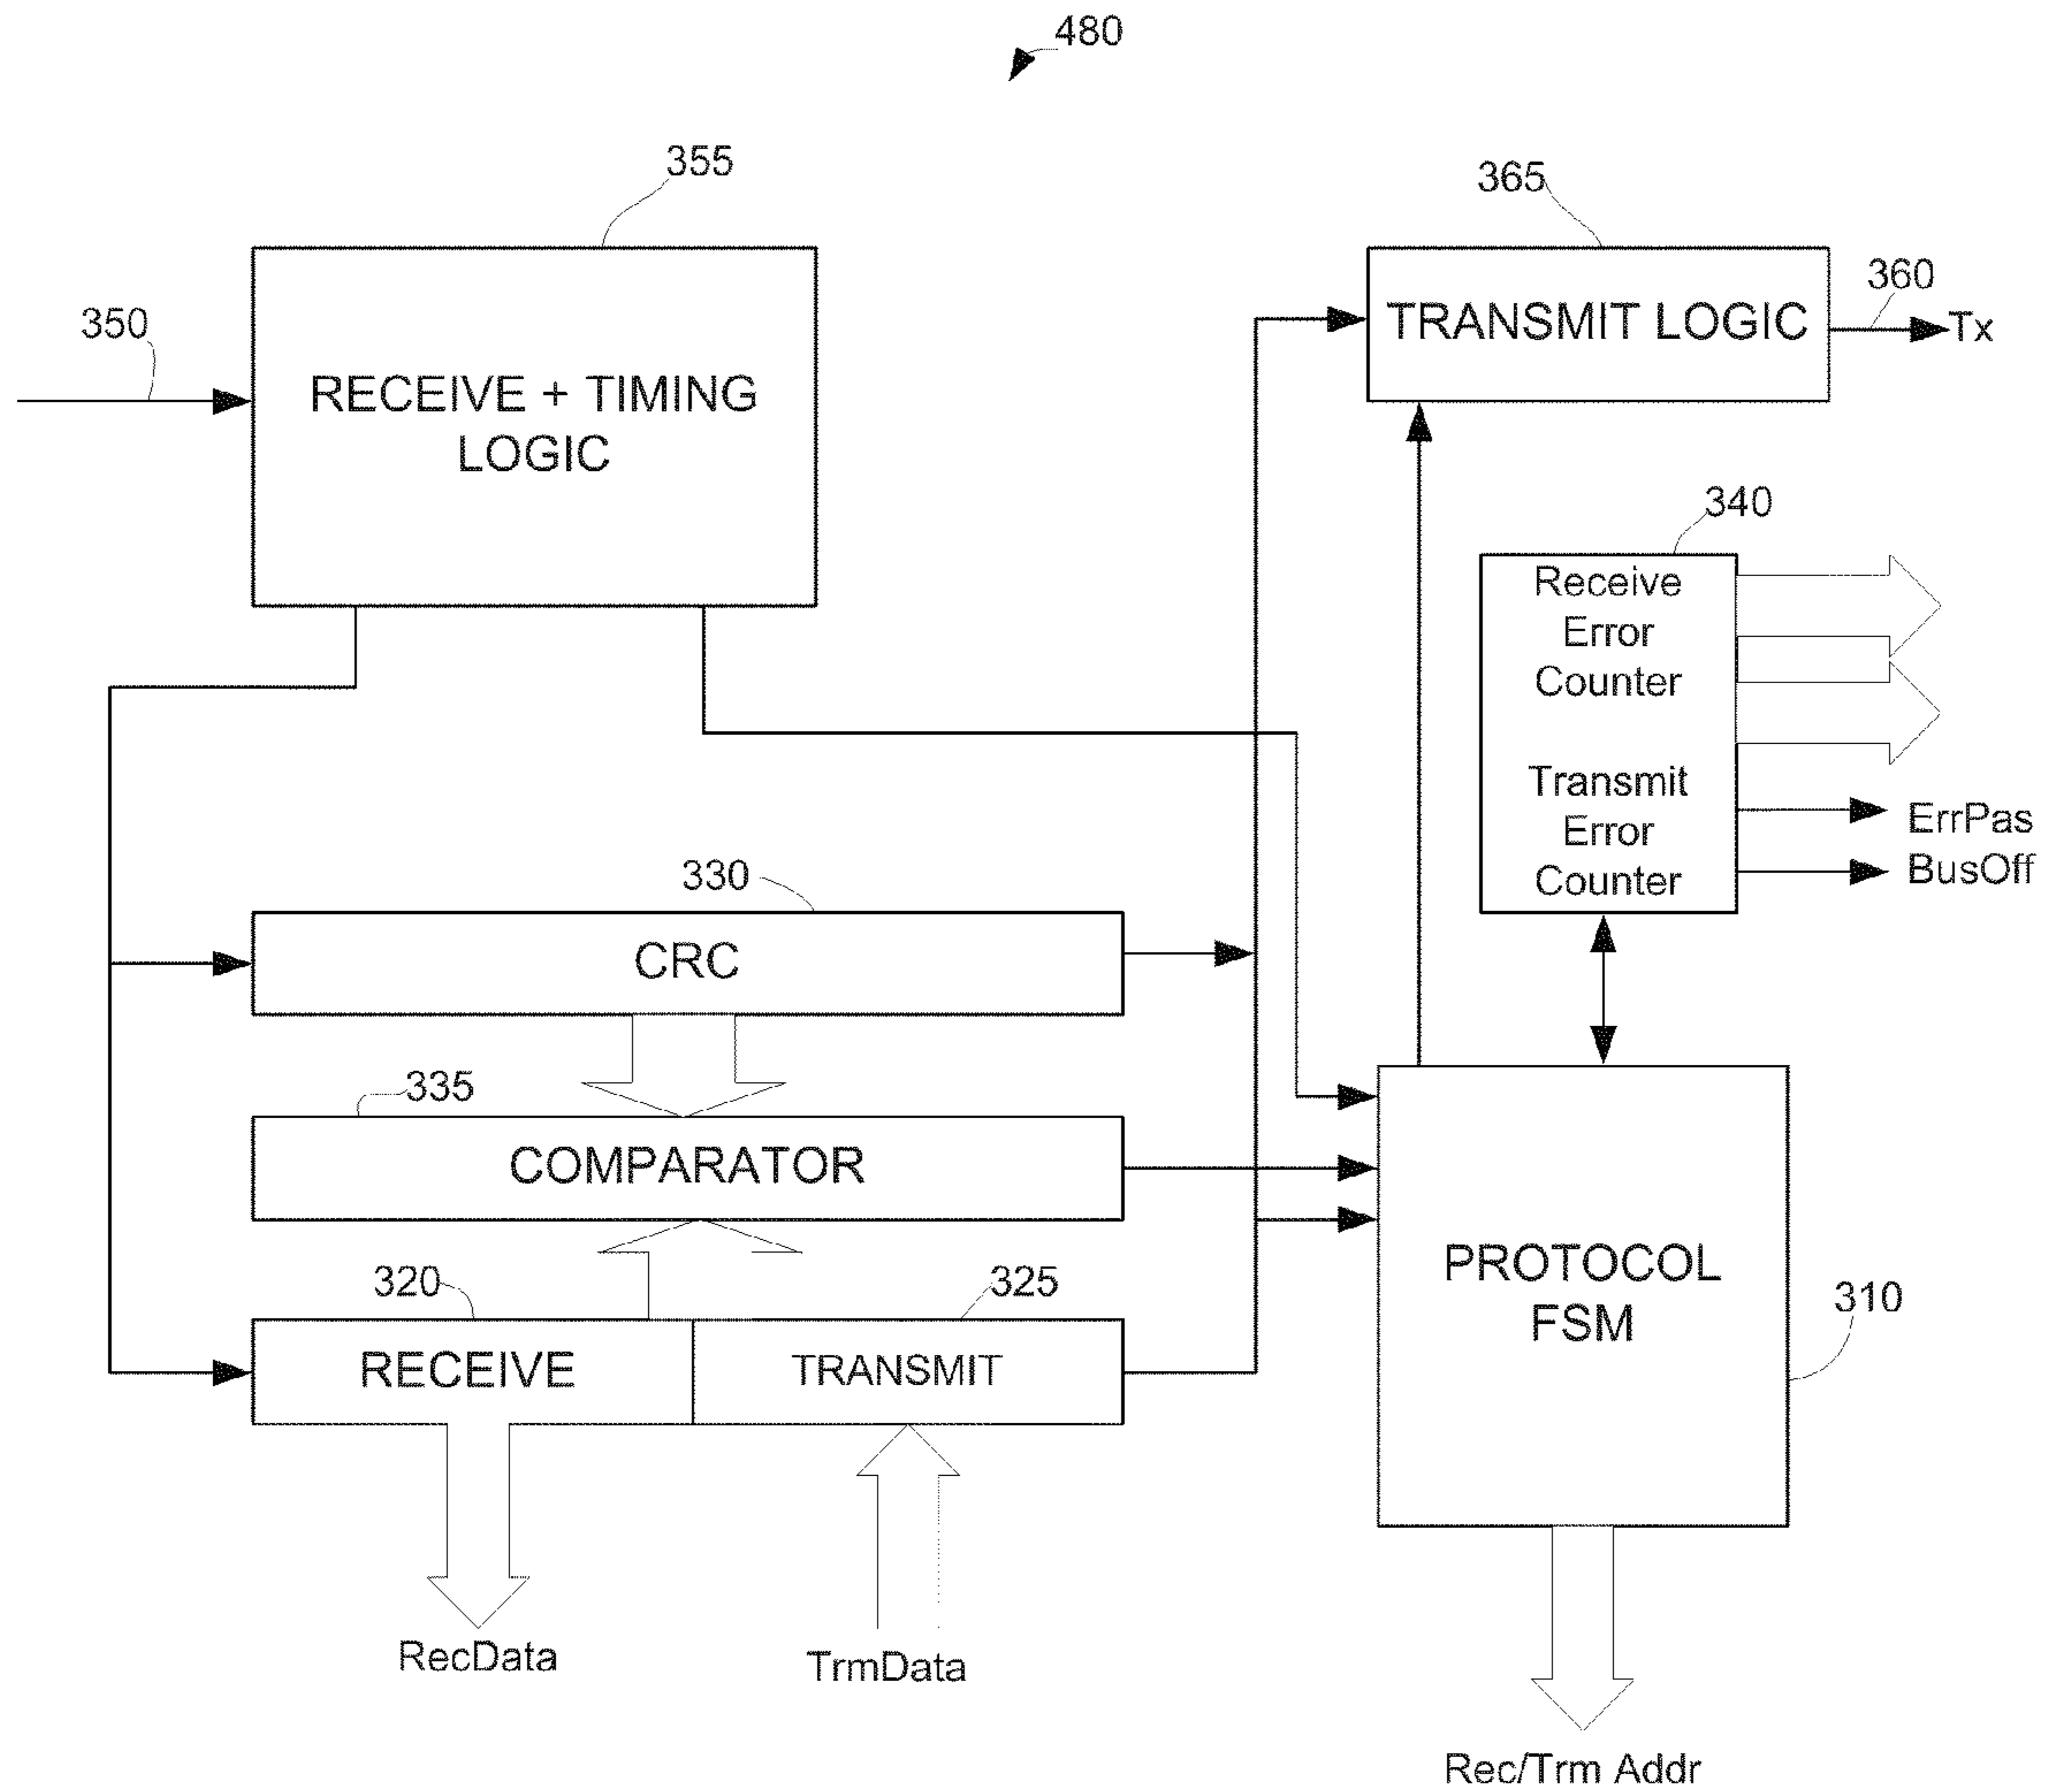 480
355
365
350
360
RECEIVE + TIMING
LOGIC
TRANSMIT LOGIC
Tx
340
Receive
Error
Counter
Transmit
Error
Counter
ErrPas
BusOff
330
CRC
335
COMPARATOR
320
325
RECEIVE
TRANSMIT
PROTOCOL
FSM
310
RecData
TrmData
Rec/Trm Addr